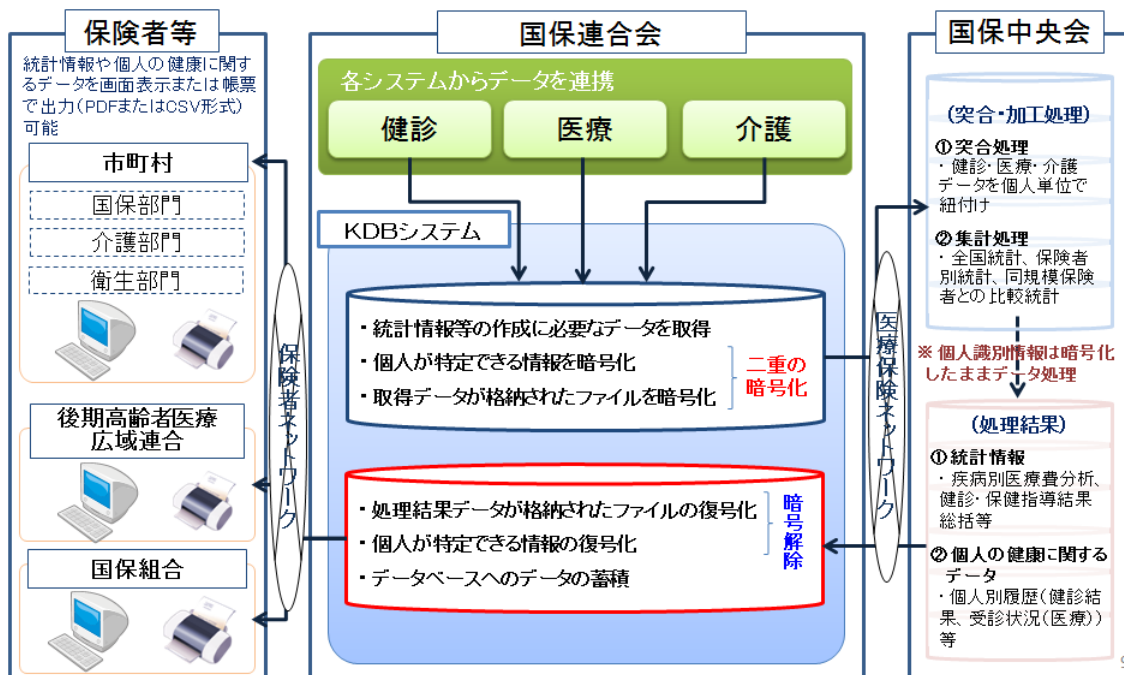 保険者等
統計情報や個人の健康に関す
るデータを画面表示または帳票
で出力(PDFまたはCSV形式)
可能
市町村
国保部門
介護部門
衛生部門
後期高齢者医療
広域連合
国保組合
保険者ネットワーク
国保連合会
各システムからデータを連携
健診
医療
介護
KDBシステム
・統計情報等の作成に必要なデータを取得
・個人が特定できる情報を暗号化
・取得データが格納されたファイルを暗号化
二重の
暗号化
・処理結果データが格納されたファイルの復号化
・個人が特定できる情報の復号化
・データベースへのデータの蓄積
暗号解除
医療保険ネットワーク
国保中央会
(突合・加工処理)
①突合処理
・健診・医療・介護
データを個人単位で
紐付け
②集計処理
・全国統計、保険者
別統計、同規模保険
者との比較統計
※個人識別情報は暗号化
したままデータ処理
(処理結果)
①統計情報
・疾病別医療費分析、
健診・保健指導結果
総括等
②個人の健康に関する
データ
・個人別履歴(健診結
果、受診状況(医療))
等